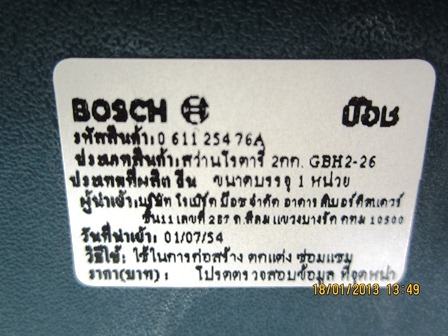 BOSCH บ๊อช
รหัสสินค้า: 0 611 254 76A
ประเภทสินค้า: สว่านโรตารี่ 2กก. GBH2-26
ประเทศที่ผลิต: จีน ขนาดบรรจุ 1 หน่วย
ผู้นำเข้า: บริษัท โรเบิร์ต บ๊อช จำกัด อาคาร ลิเบอร์ตี้สแควร์
ชั้น11 เลขที่ 287 ถ.สีลม แขวงบางรัก กทม 10500
วันที่นำเข้า: 01/07/54
วิธีใช้: ใช้ในการก่อสร้าง ตกแต่ง ซ่อมแซม
ราคา(บาท): โปรดตรวจสอบข้อมูล ที่จุดหน่าย
18/01/2013 13:49